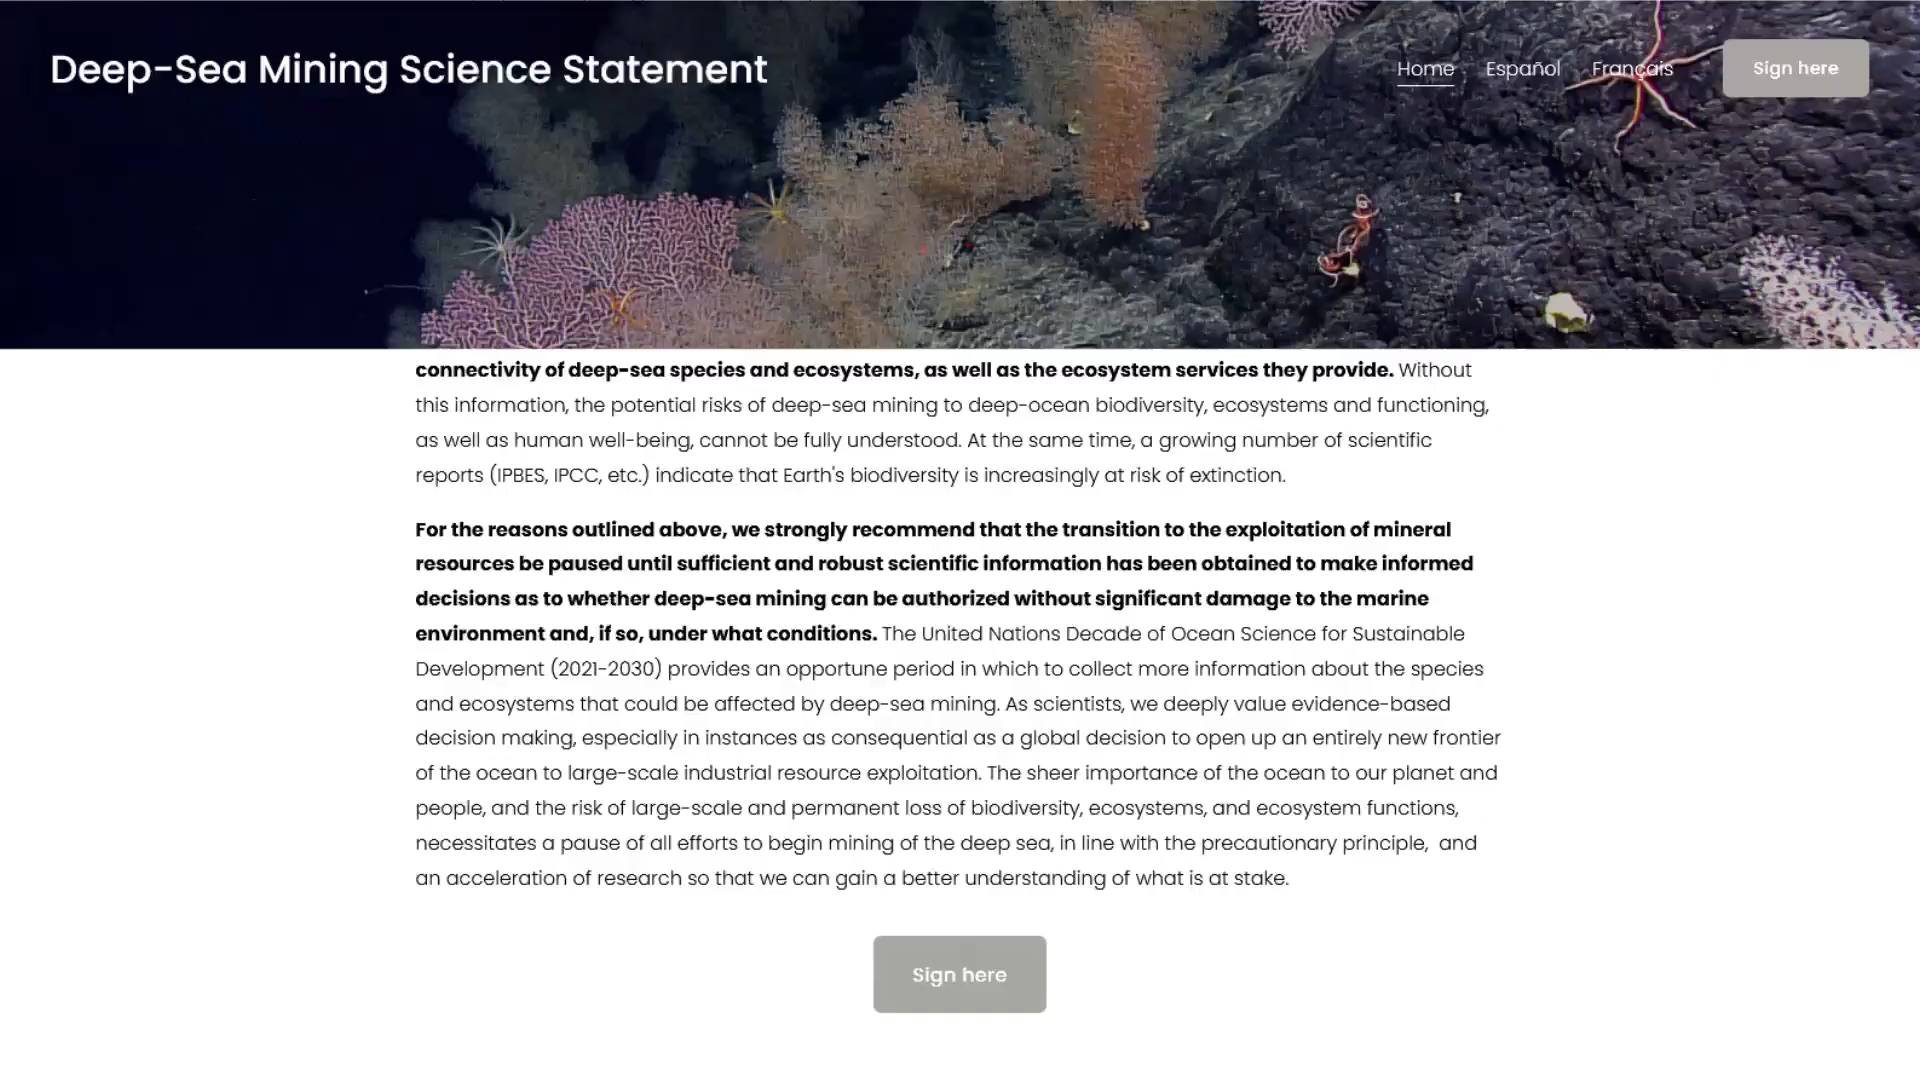 Deep-Sea Mining Science Statement
Home Español Français Sign here
connectivity of deep-sea species and ecosystems, as well as the ecosystem services they provide. Without
this information, the potential risks of deep-sea mining to deep-ocean biodiversity, ecosystems and functioning,
as well as human well-being, cannot be fully understood. At the same time, a growing number of scientific
reports (IPBES, IPCC, etc.) indicate that Earth's biodiversity is increasingly at risk of extinction.
For the reasons outlined above, we strongly recommend that the transition to the exploitation of mineral
resources be paused until sufficient and robust scientific information has been obtained to make informed
decisions as to whether deep-sea mining can be authorized without significant damage to the marine
environment and, if so, under what conditions. The United Nations Decade of Ocean Science for Sustainable
Development (2021-2030) provides an opportune period in which to collect more information about the species
and ecosystems that could be affected by deep-sea mining. As scientists, we deeply value evidence-based
decision making, especially in instances as consequential as a global decision to open up an entirely new frontier
of the ocean to large-scale industrial resource exploitation. The sheer importance of the ocean to our planet and
people, and the risk of large-scale and permanent loss of biodiversity, ecosystems, and ecosystem functions,
necessitates a pause of all efforts to begin mining of the deep sea, in line with the precautionary principle,  and
an acceleration of research so that we can gain a better understanding of what is at stake.
Sign here